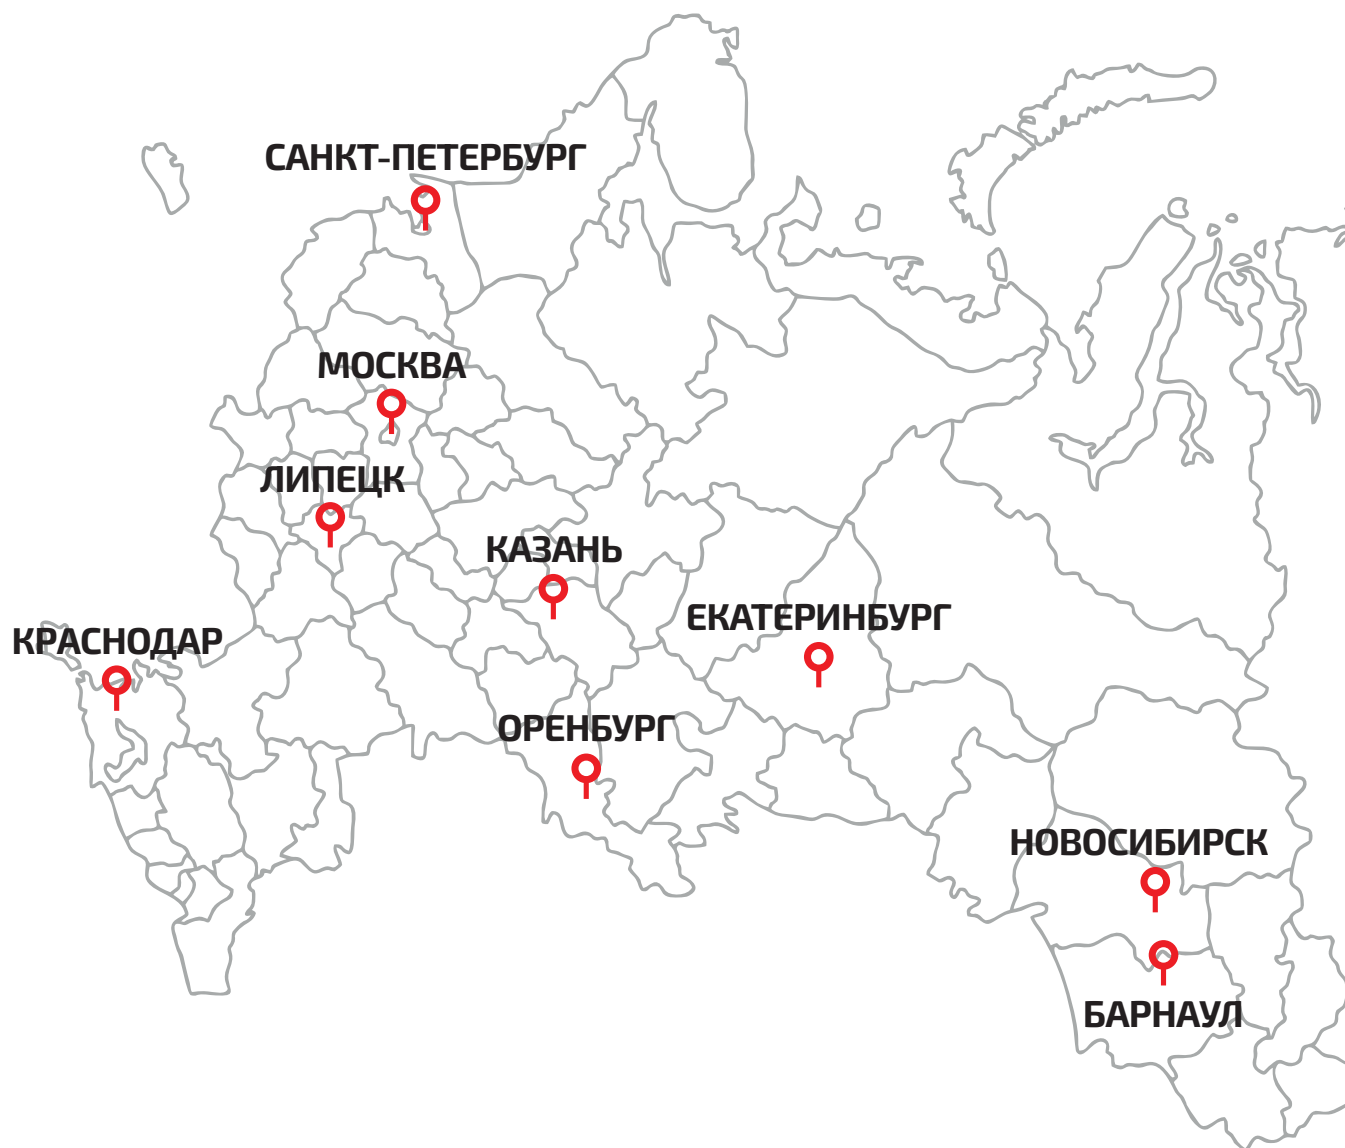 САНКТ-ПЕТЕРБУРГ
МОСКВА
ЛИПЕЦК
КАЗАНЬ
ЕКАТЕРИНБУРГ
КРАСНОДАР
ОРЕНБУРГ
НОВОСИБИРСК
БАРНАУЛ